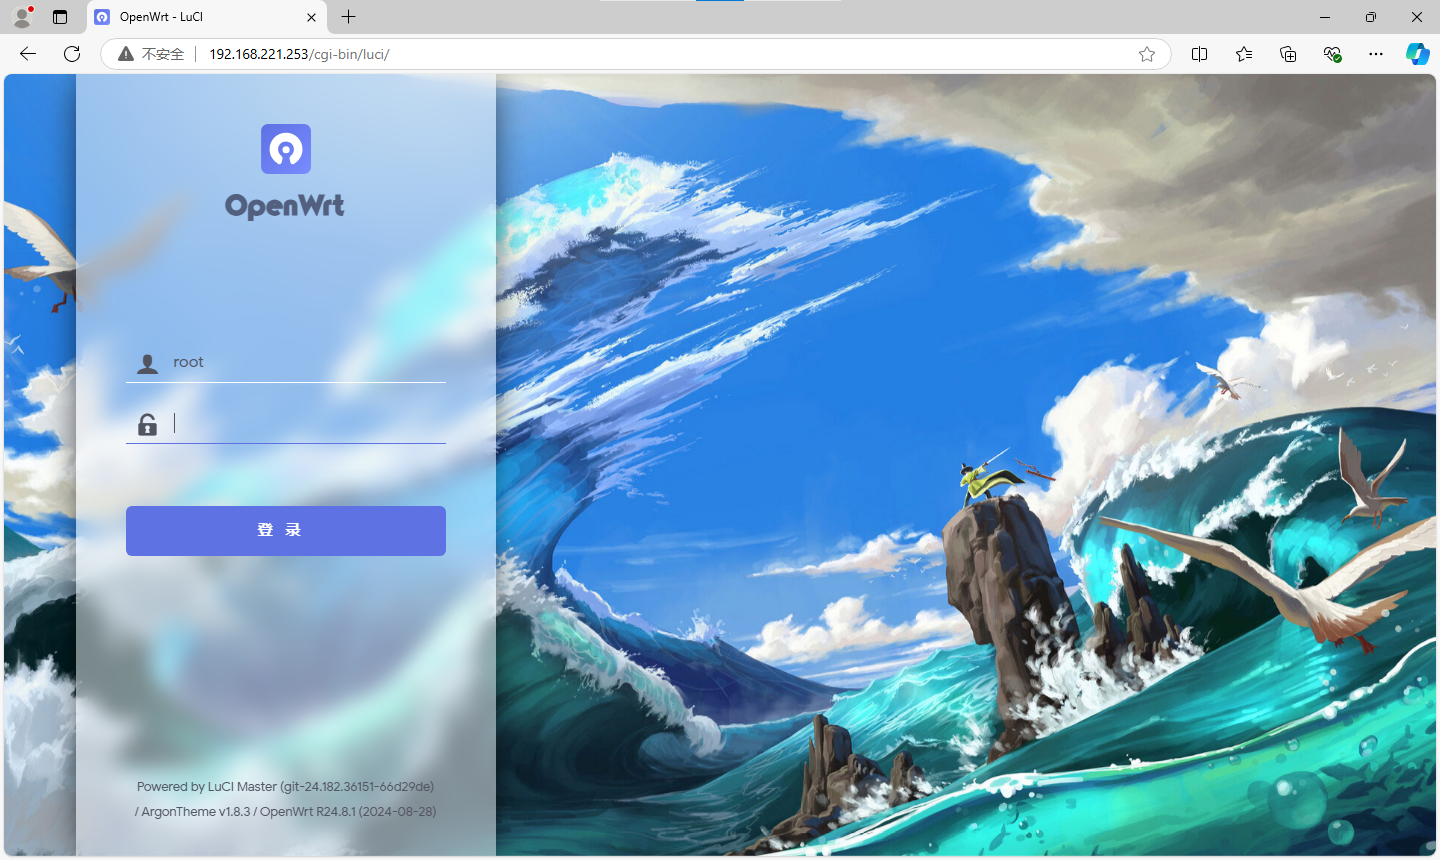 OpenWrt - LuCI
不安全
192.168.221.253/cgi-bin/luci/
OpenWrt
root
登 录
Powered by LuCI Master (git-24.182.36151-66d29de)
/ ArgonTheme v1.8.3 / OpenWrt R24.8.1 (2024-08-28)